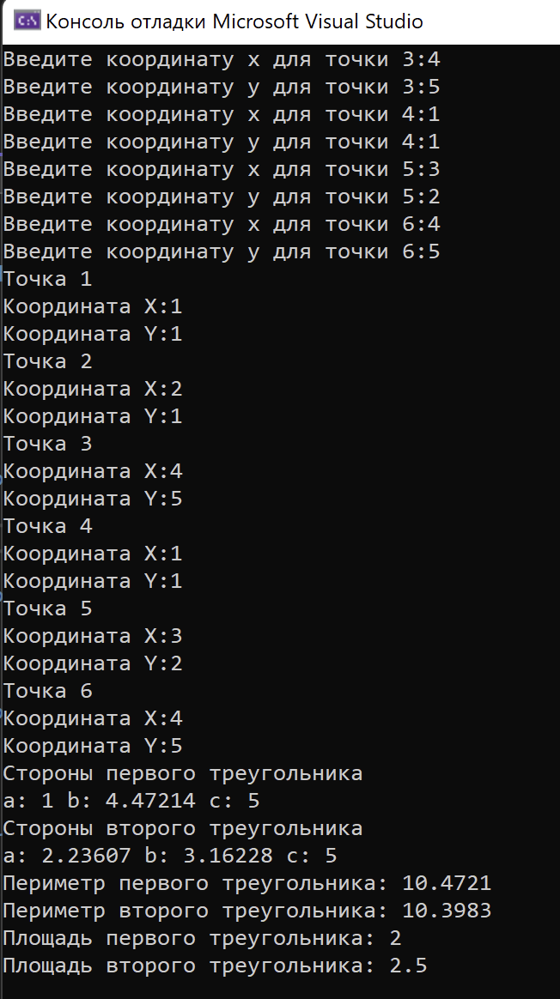 Консоль отладки Microsoft Visual Studio
Введите координату x для точки 3:4
Введите координату y для точки 3:5
Введите координату x для точки 4:1
Введите координату y для точки 4:1
Введите координату x для точки 5:3
Введите координату y для точки 5:2
Введите координату x для точки 6:4
Введите координату y для точки 6:5
Точка 1
Координата X:1
Координата Y:1
Точка 2
Координата X:2
Координата Y:1
Точка 3
Координата X:4
Координата Y:5
Точка 4
Координата X:1
Координата Y:1
Точка 5
Координата X:3
Координата Y:2
Точка 6
Координата X:4
Координата Y:5
Стороны первого треугольника
a: 1 b: 4.47214 c: 5
Стороны второго треугольника
a: 2.23607 b: 3.16228 c: 5
Периметр первого треугольника: 10.4721
Периметр второго треугольника: 10.3983
Площадь первого треугольника: 2
Площадь второго треугольника: 2.5